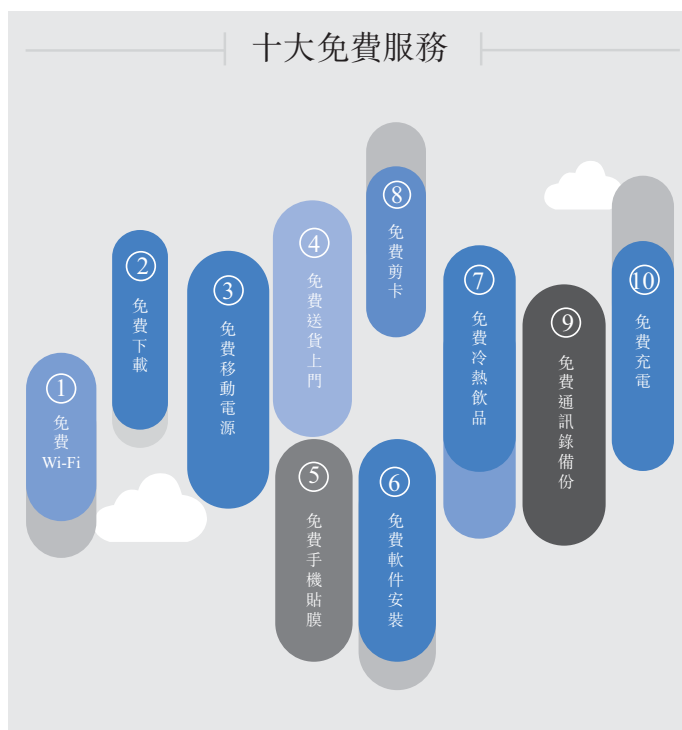 十大免費服務
①
免費
Wi-Fi
②
免費下載
③
免費移動電源
④
免費送貨上門
⑤
免費手機貼膜
⑥
免費軟件安裝
⑦
免費冷熱飲品
⑧
免費剪卡
⑨
免費通訊錄備份
⑩
免費充電